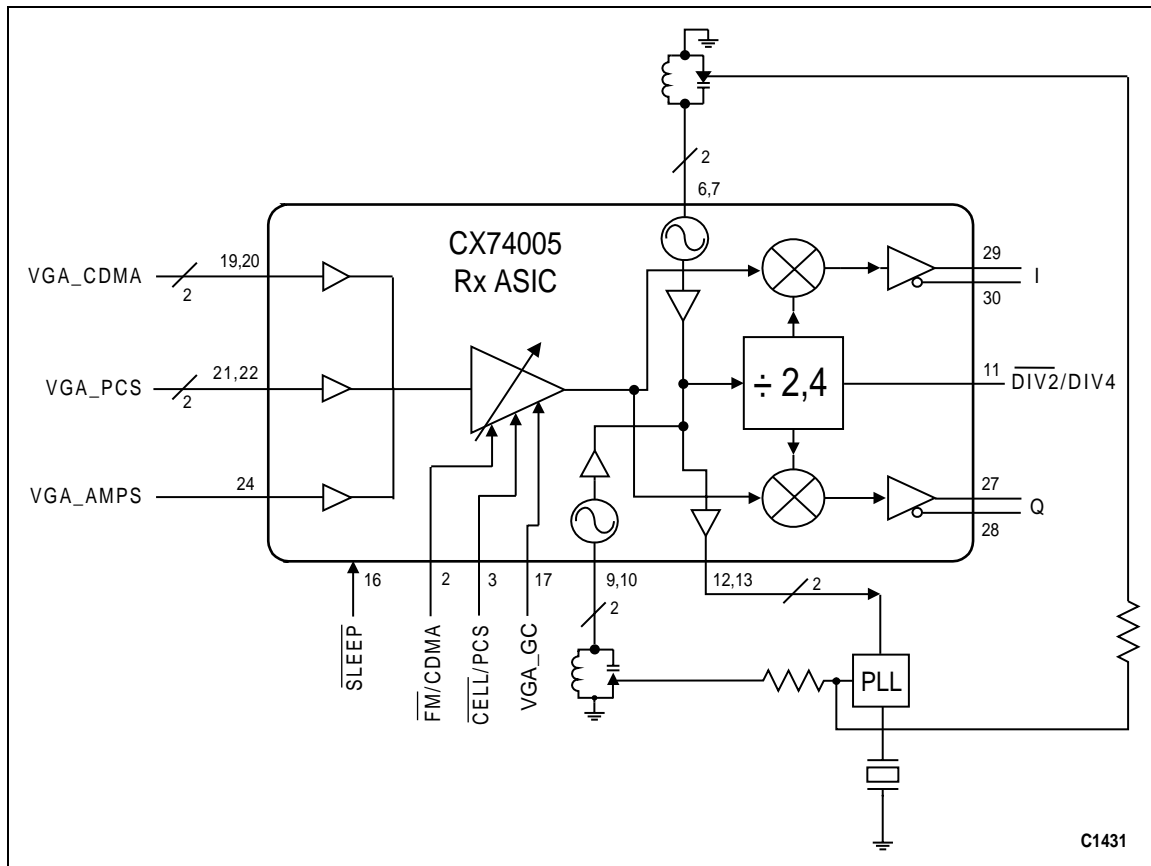 2
6,7
CX74005
Rx ASIC
VGA_CDMA
2
19,20
29
I
30
VGA_PCS
2
21,22
÷ 2,4
11
DIV2/DIV4
VGA_AMPS
24
27
Q
28
16
2
3
17
9,10
12,13
2
2
SLEEP
FM/CDMA
CELL/PCS
VGA_GC
PLL
C1431